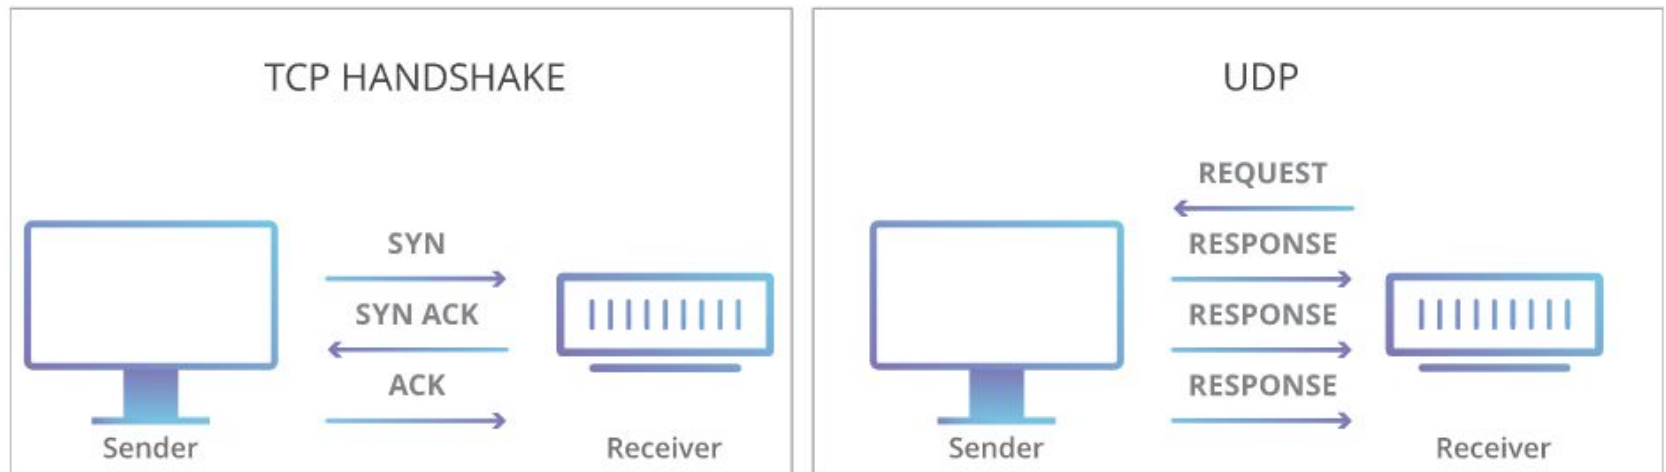 TCP HANDSHAKE
SYN
SYN ACK
ACK
Sender
Receiver
UDP
REQUEST
RESPONSE
RESPONSE
RESPONSE
Sender
Receiver